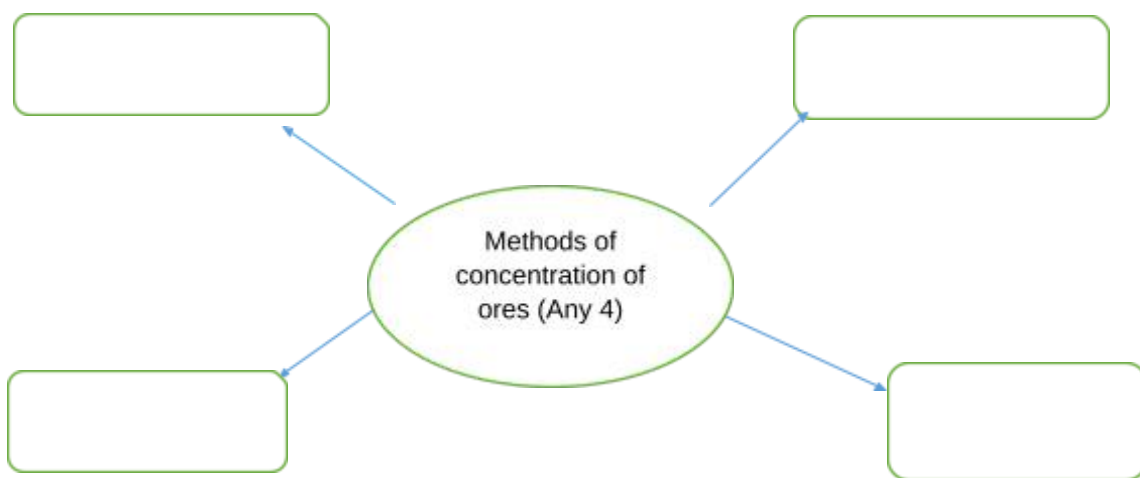 Methods of
concentration of
ores (Any 4)